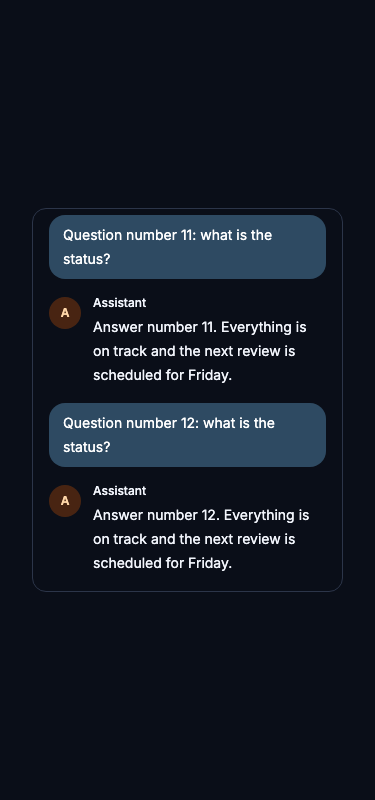 Question number 11: what is the
status?
A
Assistant
Answer number 11. Everything is
on track and the next review is
scheduled for Friday.
Question number 12: what is the
status?
A
Assistant
Answer number 12. Everything is
on track and the next review is
scheduled for Friday.